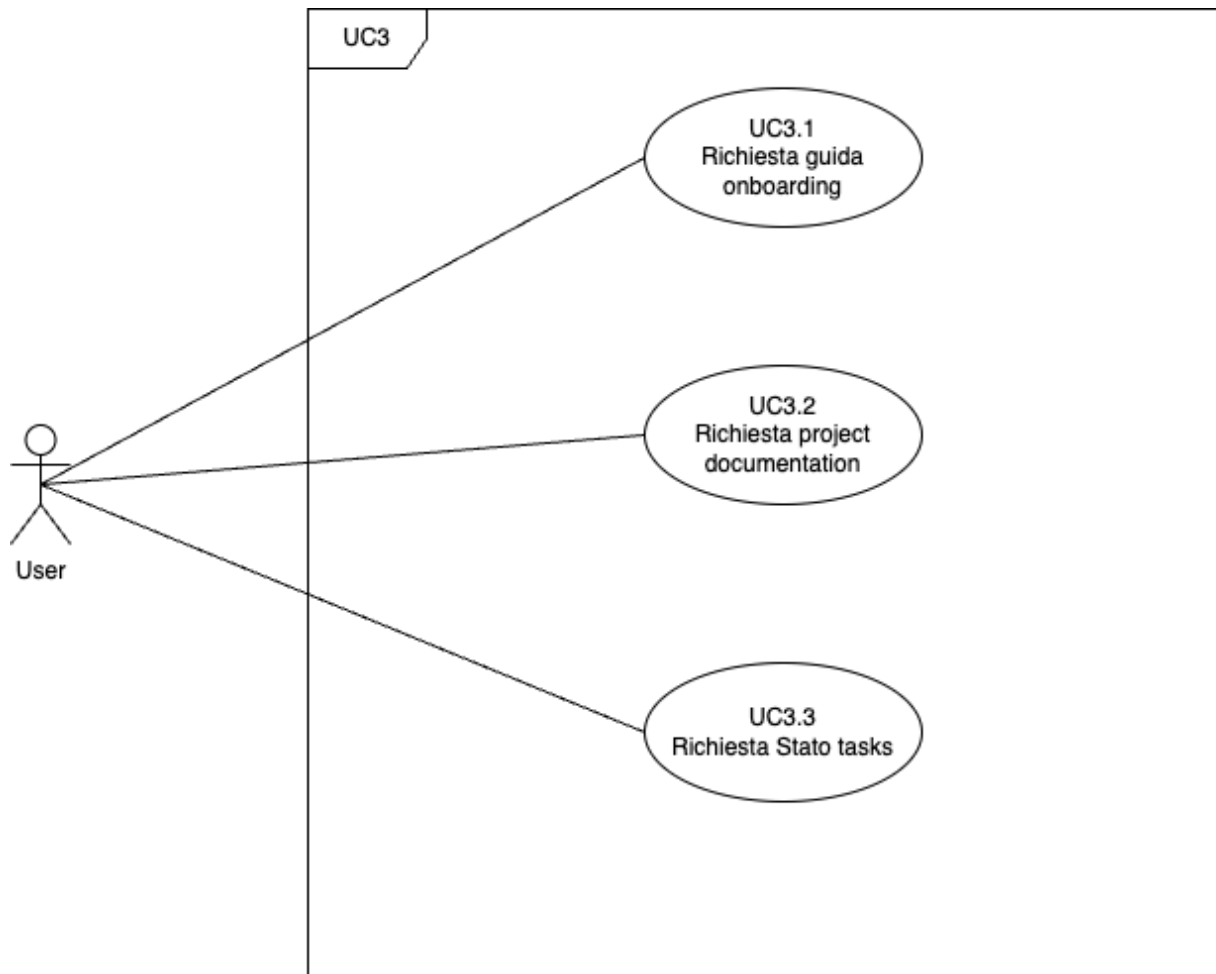 UC3
UC3.1
Richiesta guida
onboarding
UC3.2
Richiesta project
documentation
User
UC3.3
Richiesta Stato tasks